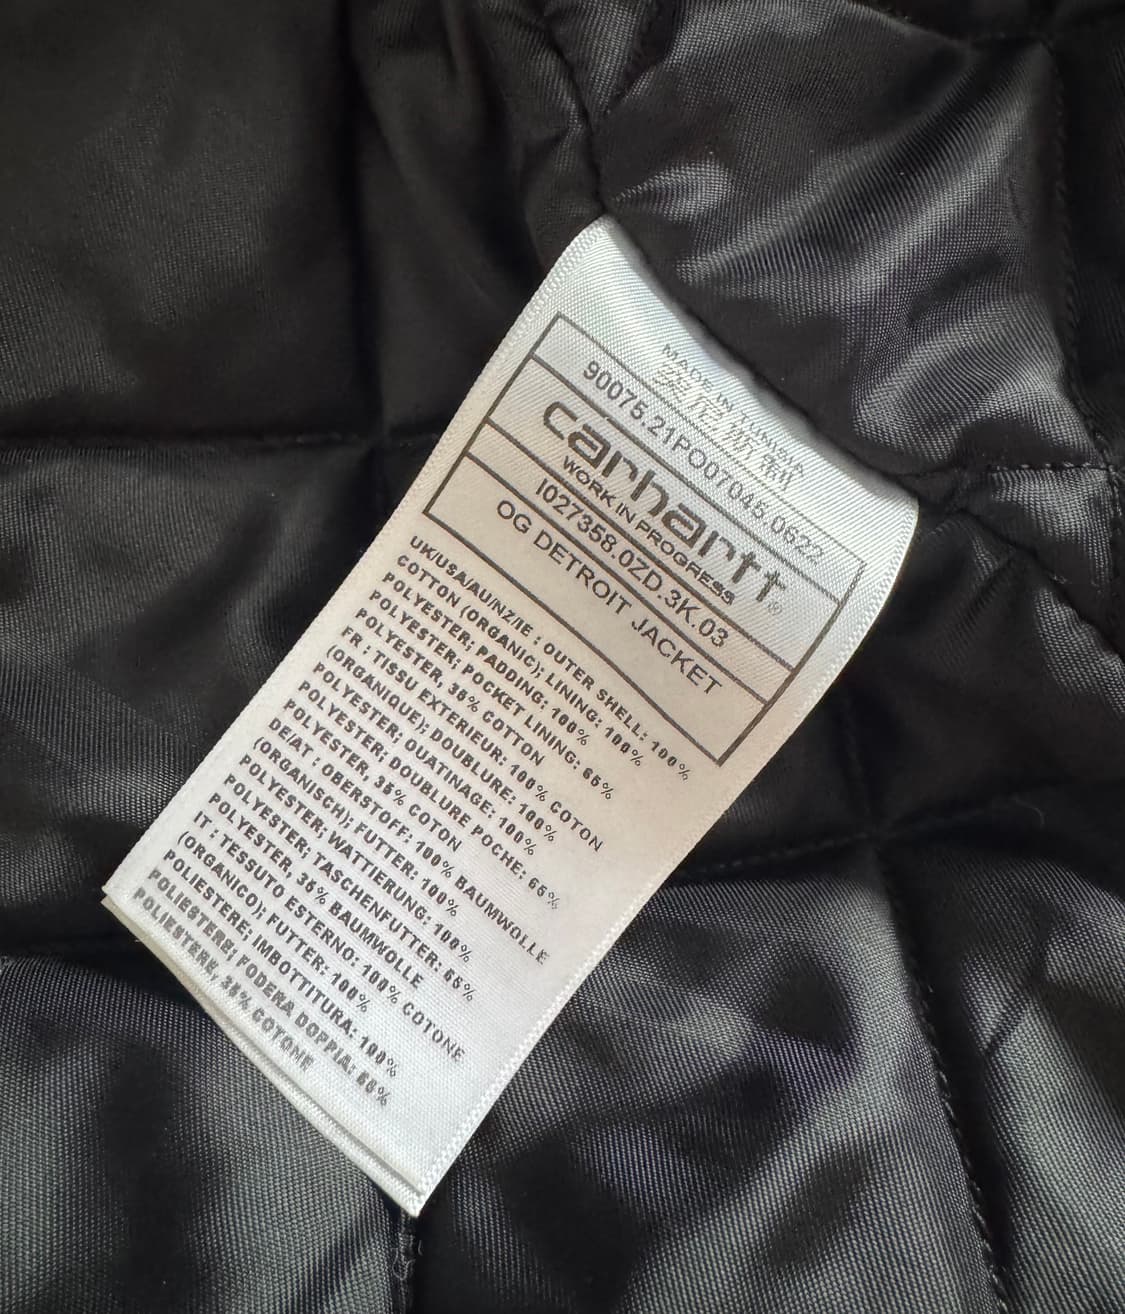 MADE IN TUNISIA
突尼斯制
90075.21PO07045.0622
carhartt®
WORK IN PROGRESS
I027358.0ZD.3K.03
OG DETROIT JACKET
UK/USA/AU/NZ/IE : OUTER SHELL: 100%
COTTON (ORGANIC); LINING: 100%
POLYESTER; PADDING: 100%
POLYESTER; POCKET LINING: 65%
POLYESTER, 35% COTTON
FR : TISSU EXTERIEUR: 100% COTON
(ORGANIQUE); DOUBLURE: 100%
POLYESTER; OUATINAGE: 100%
POLYESTER; DOUBLURE POCHE: 65%
POLYESTER, 35% COTON
DE/AT : OBERSTOFF: 100% BAUMWOLLE
(ORGANISCH); FUTTER: 100%
POLYESTER; WATTIERUNG: 100%
POLYESTER; TASCHENFUTTER: 65%
POLYESTER, 35% BAUMWOLLE
IT : TESSUTO ESTERNO: 100% COTONE
(ORGANICO); FUTTER: 100%
POLIESTERE; IMBOTTITURA: 100%
POLIESTERE; FODERA DOPPIA: 65%
POLIESTERE, 35% COTONE